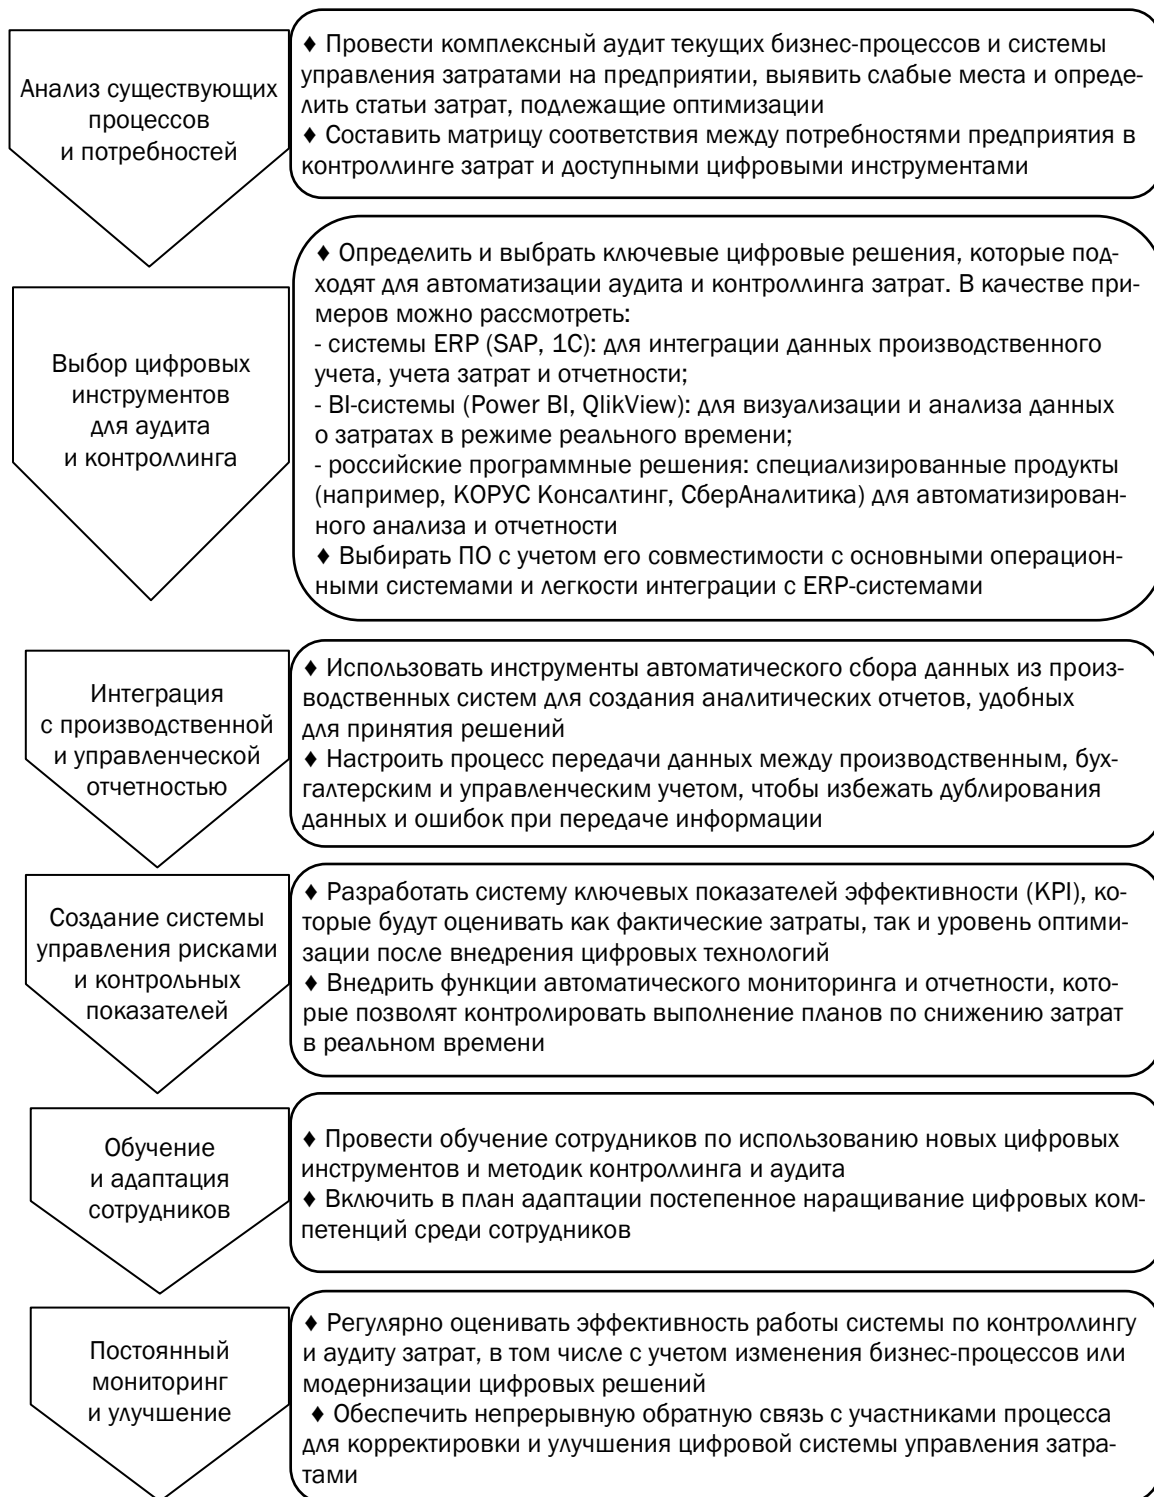 Анализ существующих
процессов
и потребностей
♦ Провести комплексный аудит текущих бизнес-процессов и системы
управления затратами на предприятии, выявить слабые места и опреде-
лить статьи затрат, подлежащие оптимизации
♦ Составить матрицу соответствия между потребностями предприятия в
контроллинге затрат и доступными цифровыми инструментами
Выбор цифровых
инструментов
для аудита
и контроллинга
♦ Определить и выбрать ключевые цифровые решения, которые под-
ходят для автоматизации аудита и контроллинга затрат. В качестве при-
меров можно рассмотреть:
- системы ERP (SAP, 1С): для интеграции данных производственного
учета, учета затрат и отчетности;
- BI-системы (Power BI, QlikView): для визуализации и анализа данных
о затратах в режиме реального времени;
- российские программные решения: специализированные продукты
(например, КОРУС Консалтинг, СберАналитика) для автоматизирован-
ного анализа и отчетности
♦ Выбирать ПО с учетом его совместимости с основными операцион-
ными системами и легкости интеграции с ERP-системами
Интеграция
с производственной
и управленческой
отчетностью
♦ Использовать инструменты автоматического сбора данных из произ-
водственных систем для создания аналитических отчетов, удобных
для принятия решений
♦ Настроить процесс передачи данных между производственным, бух-
галтерским и управленческим учетом, чтобы избежать дублирования
данных и ошибок при передаче информации
Создание системы
управления рисками
и контрольных
показателей
♦ Разработать систему ключевых показателей эффективности (KPI), ко-
торые будут оценивать как фактические затраты, так и уровень оптими-
зации после внедрения цифровых технологий
♦ Внедрить функции автоматического мониторинга и отчетности, кото-
рые позволят контролировать выполнение планов по снижению затрат
в реальном времени
Обучение
и адаптация
сотрудников
♦ Провести обучение сотрудников по использованию новых цифровых
инструментов и методик контроллинга и аудита
♦ Включить в план адаптации постепенное наращивание цифровых ком-
петенций среди сотрудников
Постоянный
мониторинг
и улучшение
♦ Регулярно оценивать эффективность работы системы по контроллингу
и аудиту затрат, в том числе с учетом изменения бизнес-процессов или
модернизации цифровых решений
♦ Обеспечить непрерывную обратную связь с участниками процесса
для корректировки и улучшения цифровой системы управления затра-
тами